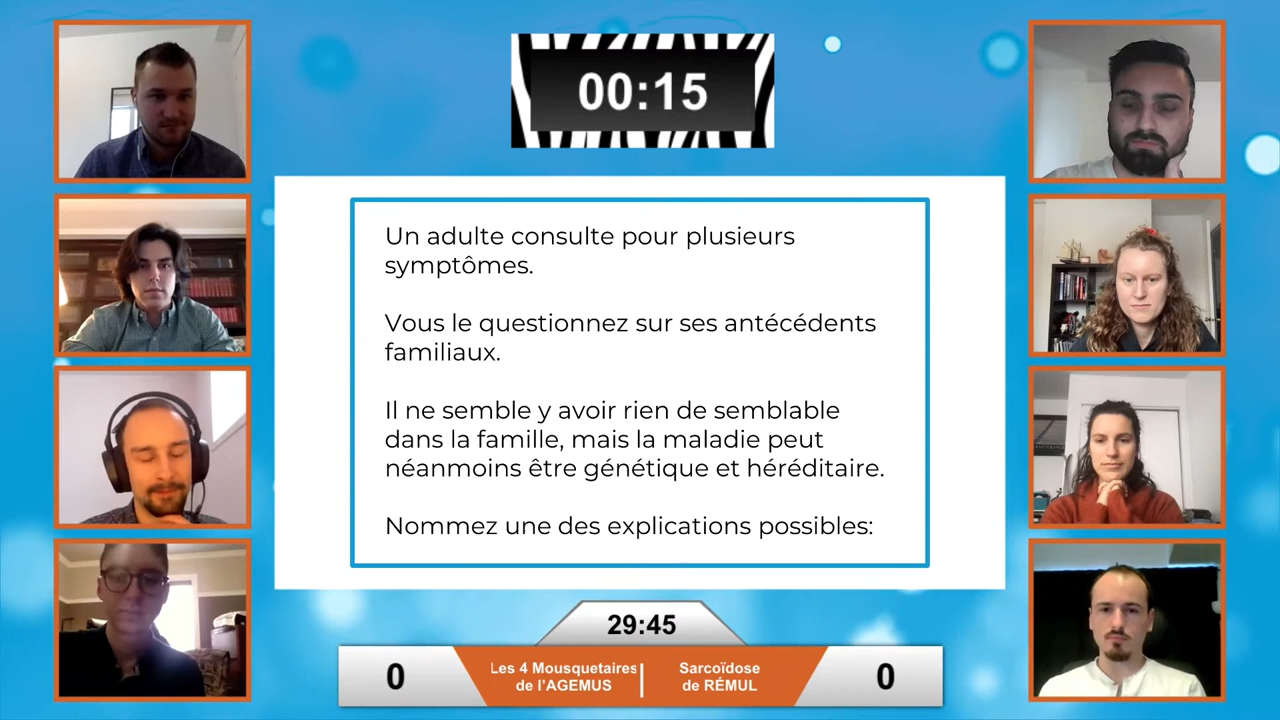 00:15
Un adulte consulte pour plusieurs
symptômes.
Vous le questionnez sur ses antécédents
familiaux.
Il ne semble y avoir rien de semblable
dans la famille, mais la maladie peut
néanmoins être génétique et héréditaire.
Nommez une des explications possibles:
29:45
0
Les 4 Mousquetaires
de l'AGEMUS
Sarcoïdose
de RÉMUL
0